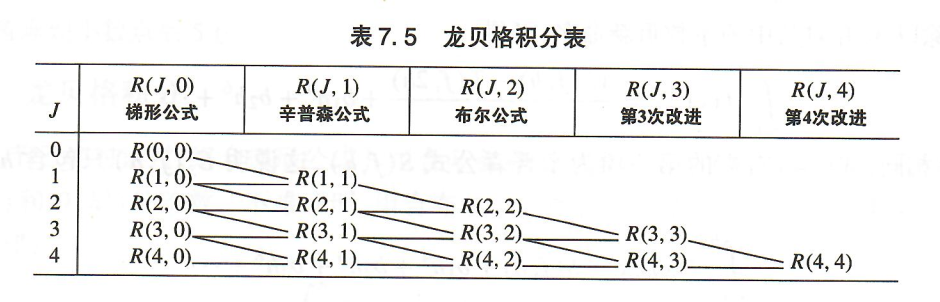 表7.5 龙贝格积分表
J R(J, 0) 梯形公式 R(J, 1) 辛普森公式 R(J, 2) 布尔公式 R(J, 3) 第3次改进 R(J, 4) 第4次改进
0 R(0, 0)
1 R(1, 0) R(1, 1)
2 R(2, 0) R(2, 1) R(2, 2)
3 R(3, 0) R(3, 1) R(3, 2) R(3, 3)
4 R(4, 0) R(4, 1) R(4, 2) R(4, 3) R(4, 4)